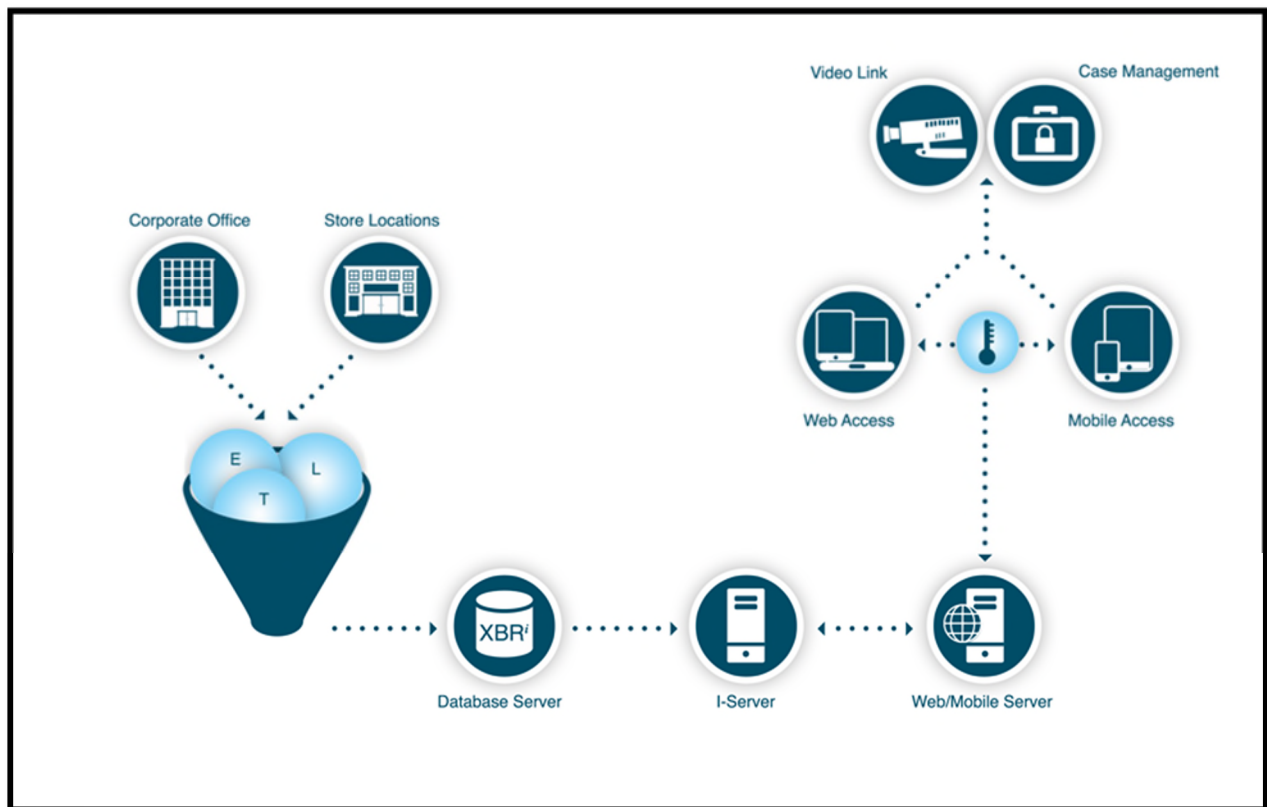 Video Link
Case Management
Corporate Office
Store Locations
Web Access
Mobile Access
E
L
T
XBRⁱ
Database Server
I-Server
Web/Mobile Server